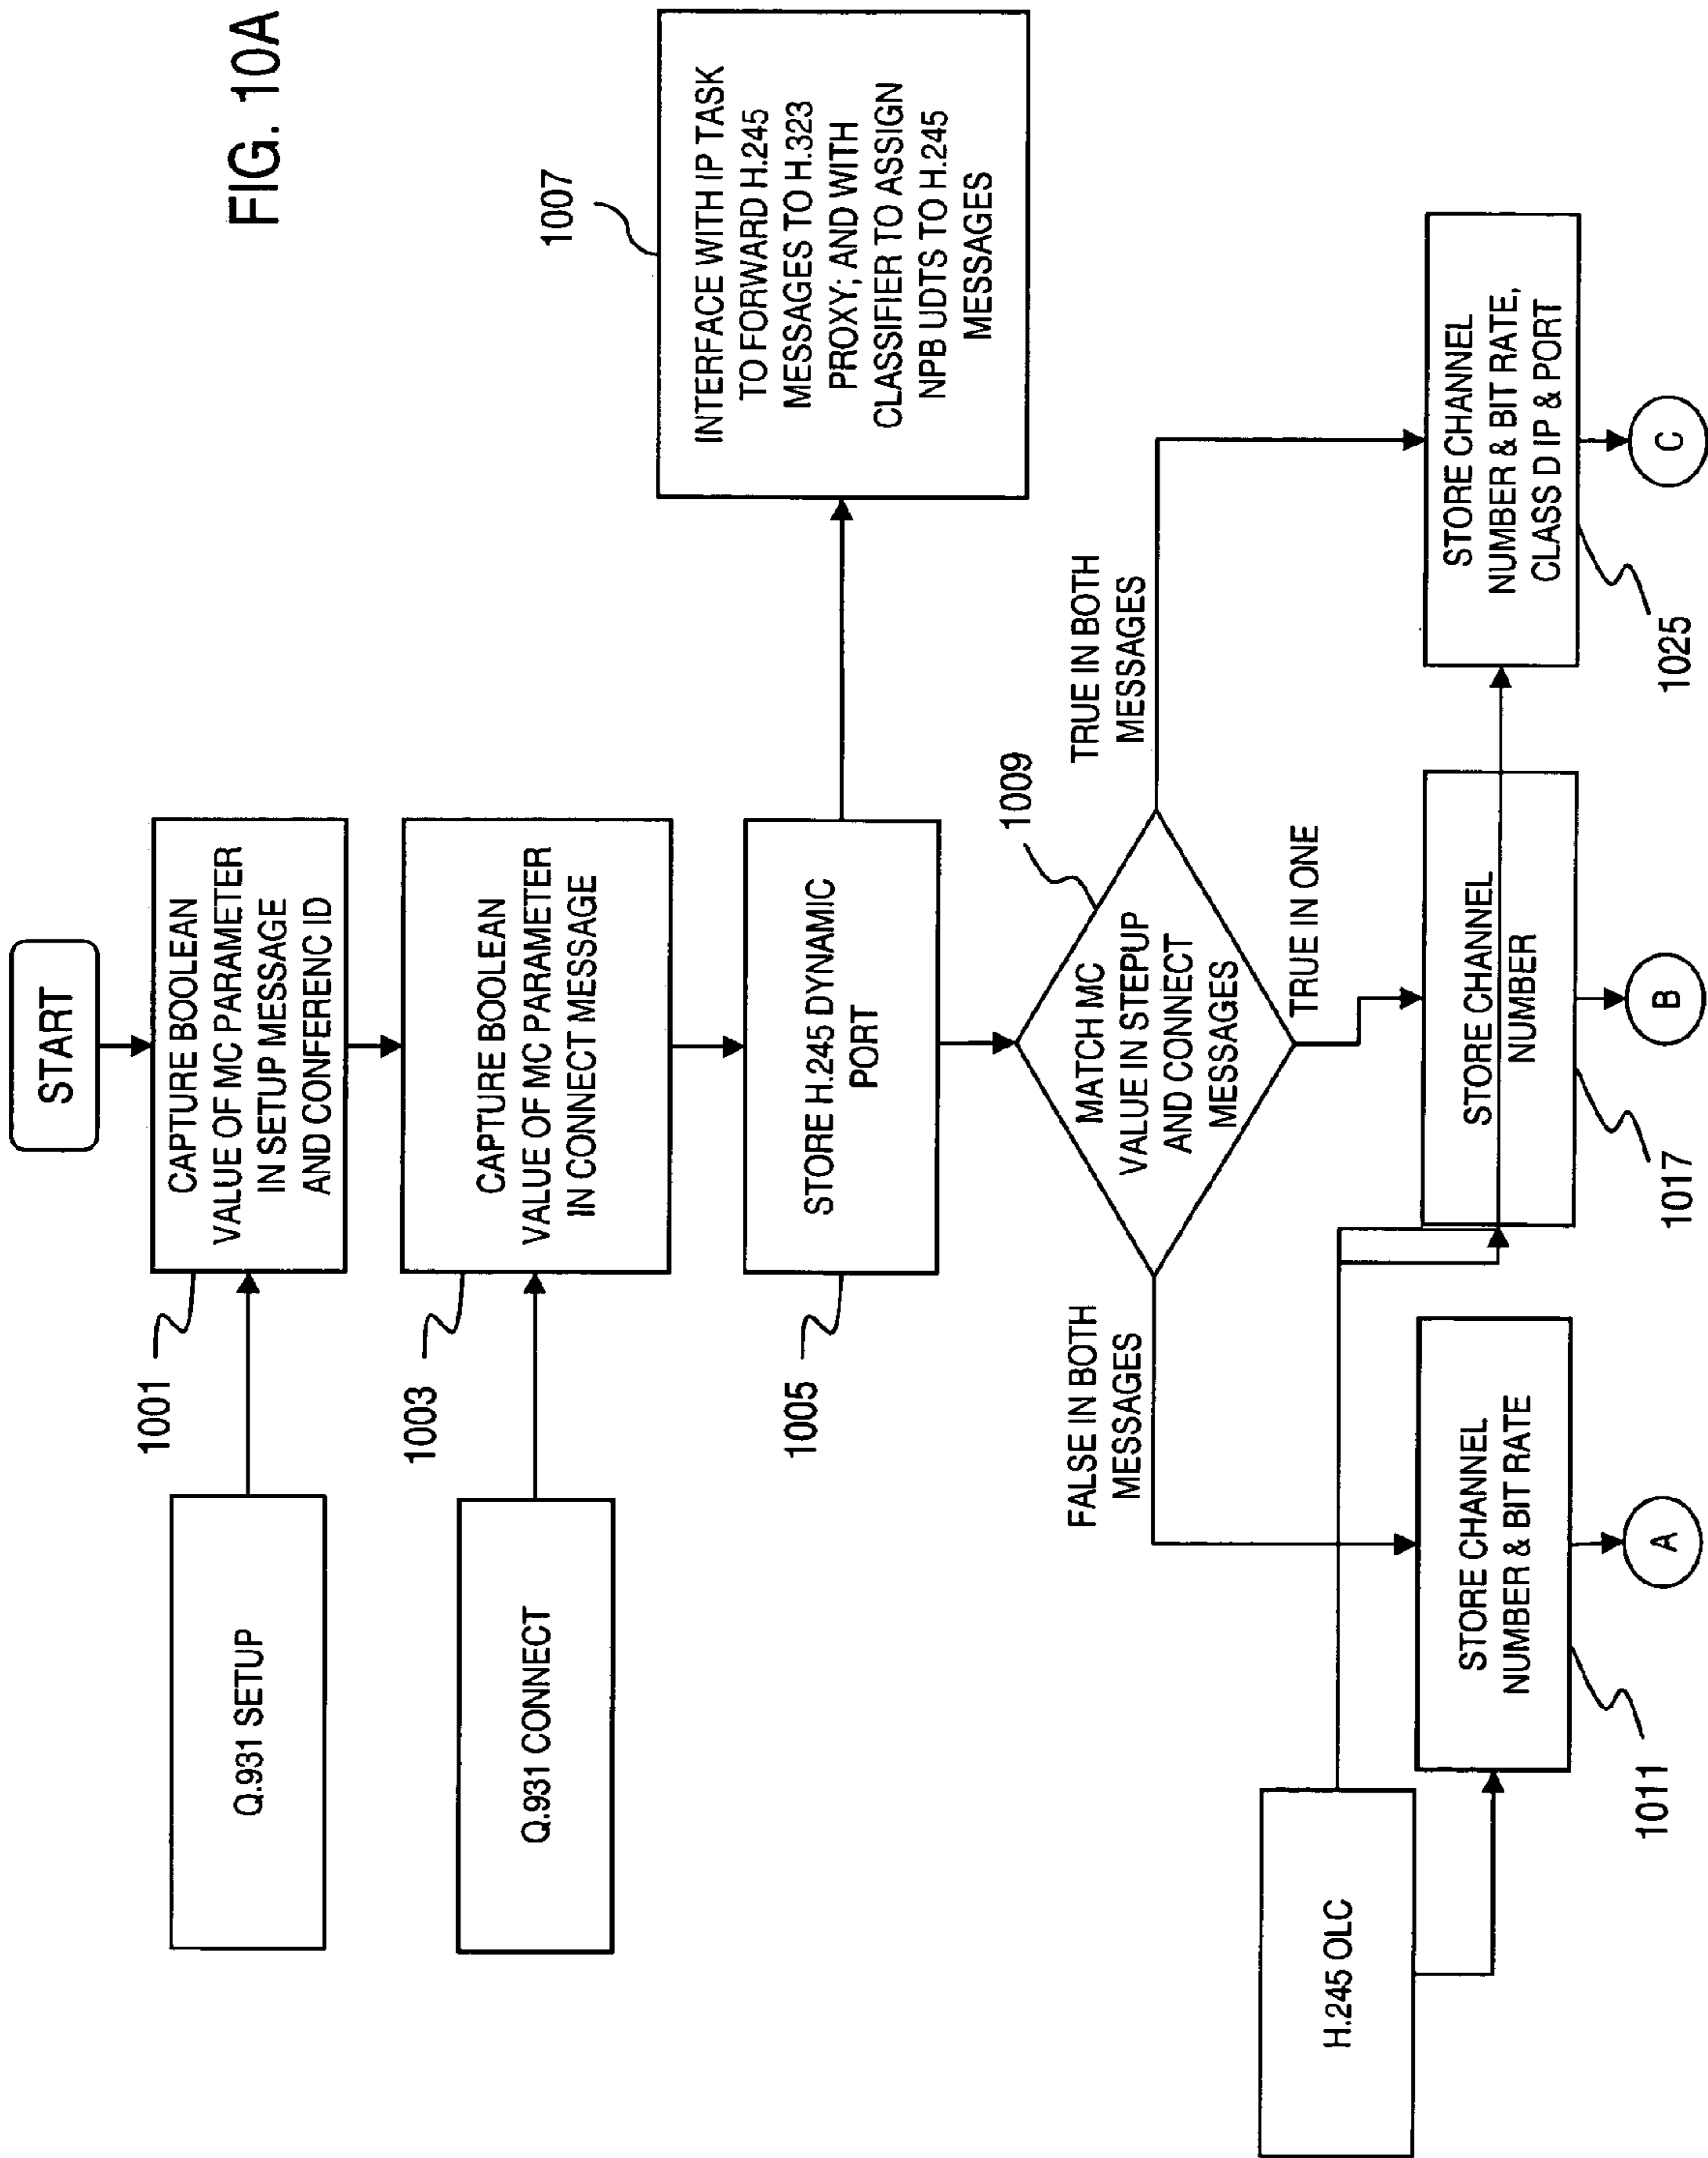 FIG. 10A
START
CAPTURE BOOLEAN
VALUE OF MC PARAMETER
IN SETUP MESSAGE
AND CONFERENC ID
1001
Q.931 SETUP
CAPTURE BOOLEAN
VALUE OF MC PARAMETER
IN CONNECT MESSAGE
1003
Q.931 CONNECT
STORE H.245 DYNAMIC
PORT
1005
INTERFACE WITH IP TASK
TO FORWARD H.245
MESSAGES TO H.323
PROXY; AND WITH
CLASSIFIER TO ASSIGN
NPB UDTS TO H.245
MESSAGES
1007
MATCH MC
VALUE IN STEPUP
AND CONNECT
MESSAGES
1009
FALSE IN BOTH
MESSAGES
TRUE IN ONE
TRUE IN BOTH
MESSAGES
H.245 OLC
STORE CHANNEL
NUMBER & BIT RATE
1011
A
STORE CHANNEL
NUMBER
1017
B
STORE CHANNEL
NUMBER & BIT RATE,
CLASS D IP & PORT
1025
C